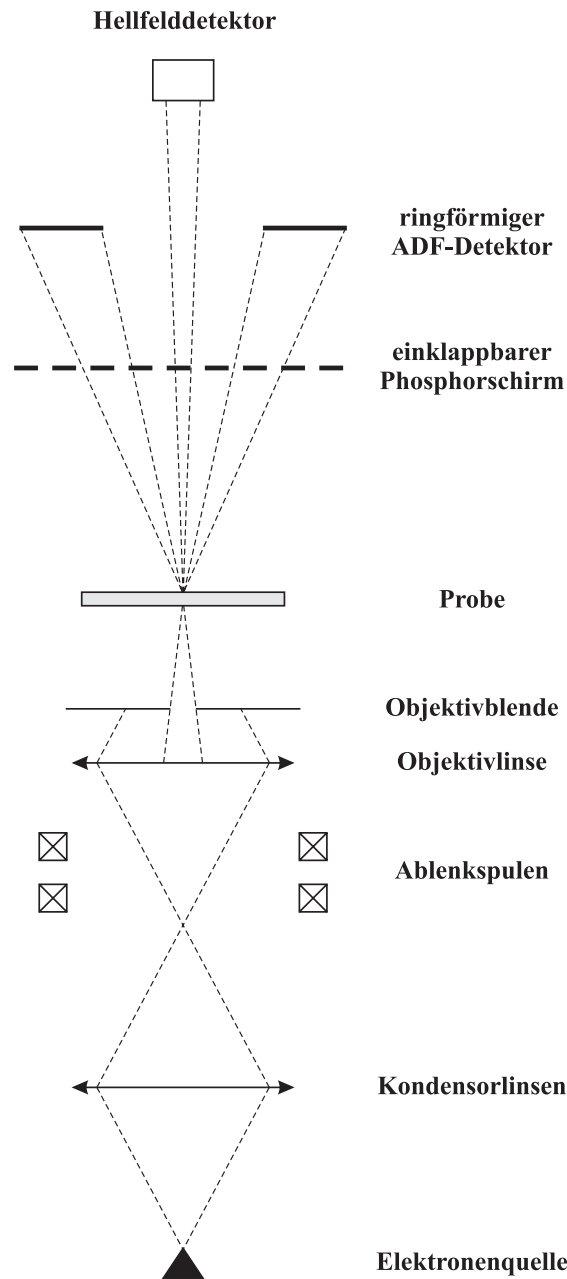 Hellfelddetektor
ringförmiger
ADF-Detektor
einklappbarer
Phosphorschirm
Probe
Objektivblende
Objektivlinse
Ablenkspulen
Kondensorlinsen
Elektronenquelle